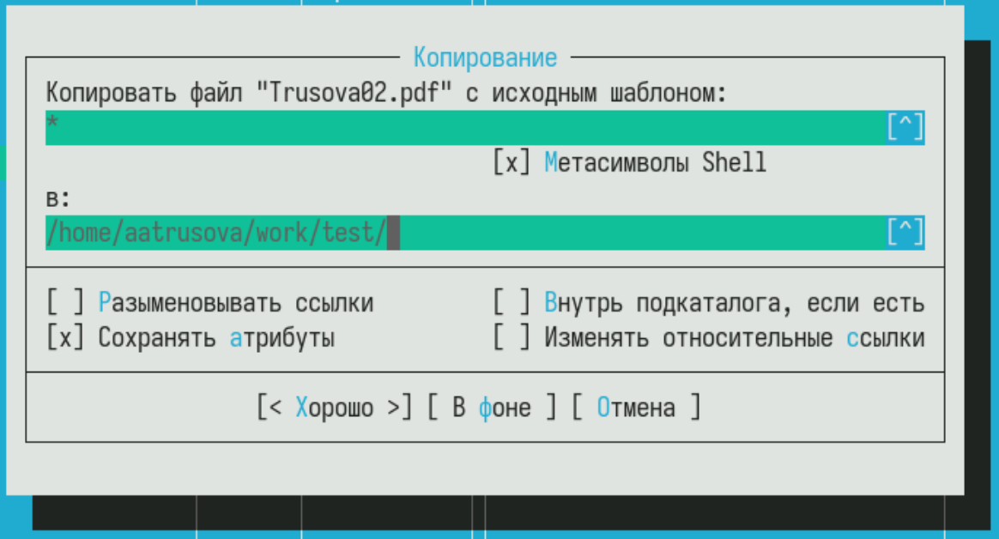 Копирование
Копировать файл "Trusova02.pdf" с исходным шаблоном:
* [^]
[x] Метасимволы Shell
в:
/home/aatrusova/work/test/ [^]
[ ] Разыменовывать ссылки [ ] Внутрь подкаталога, если есть
[x] Сохранять атрибуты [ ] Изменять относительные ссылки
[< Хорошо >] [ В фоне ] [ Отмена ]